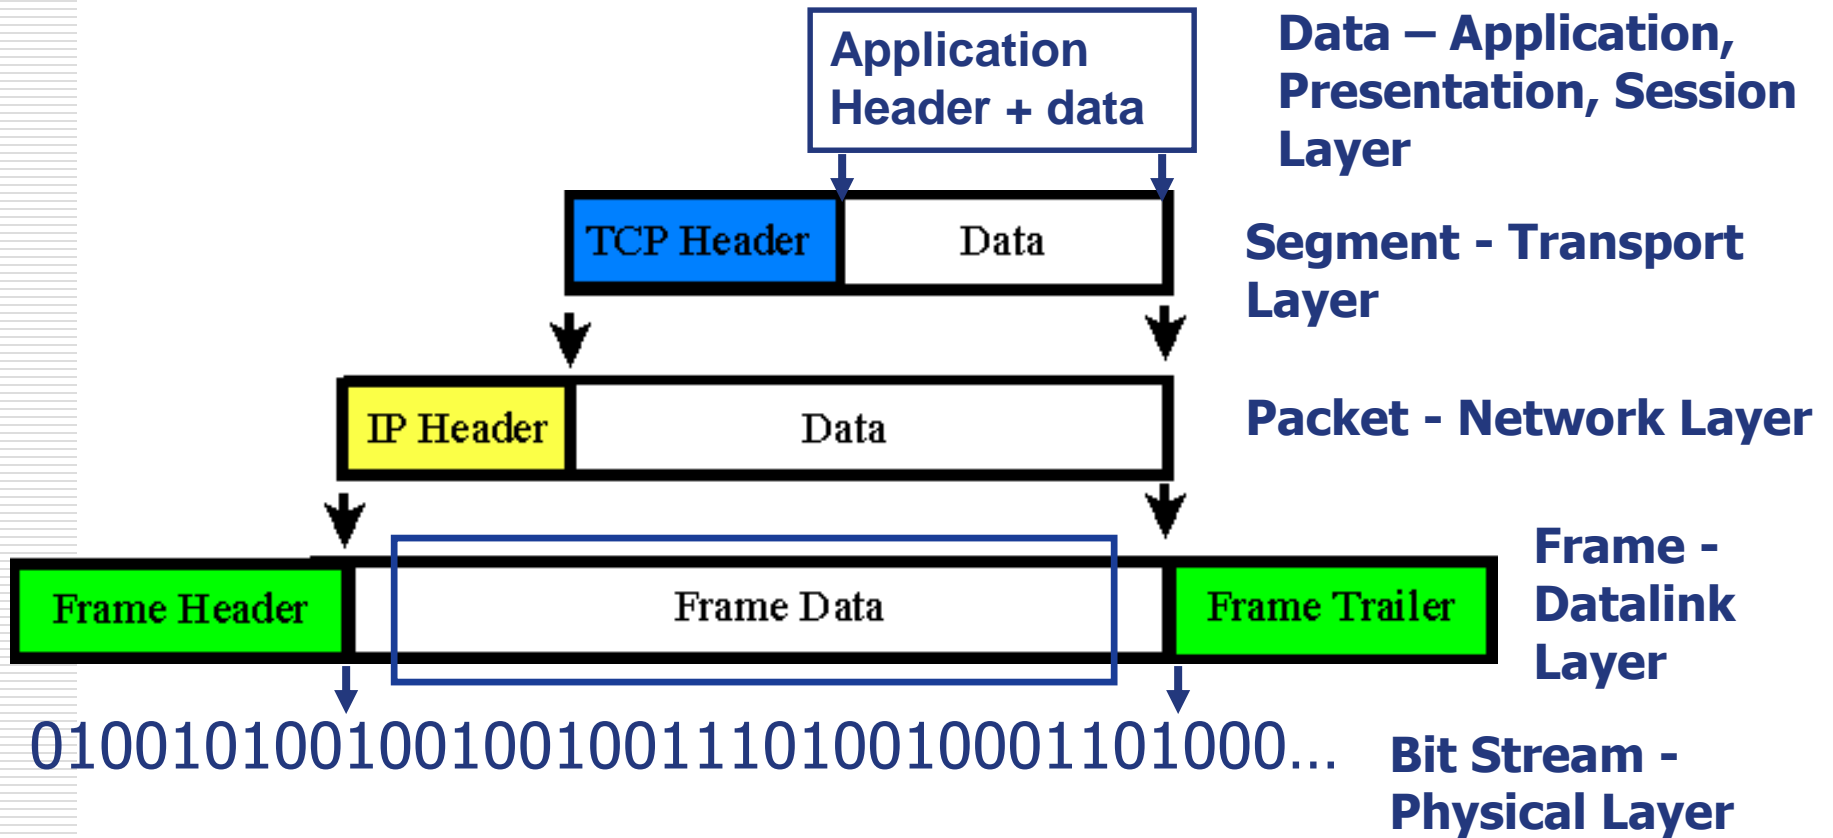 Application
Header + data
Data – Application,
Presentation, Session
Layer
TCP Header
Data
Segment - Transport
Layer
IP Header
Data
Packet - Network Layer
Frame Header
Frame Data
Frame Trailer
Frame -
Datalink
Layer
010010100100100100111010010001101000...
Bit Stream -
Physical Layer